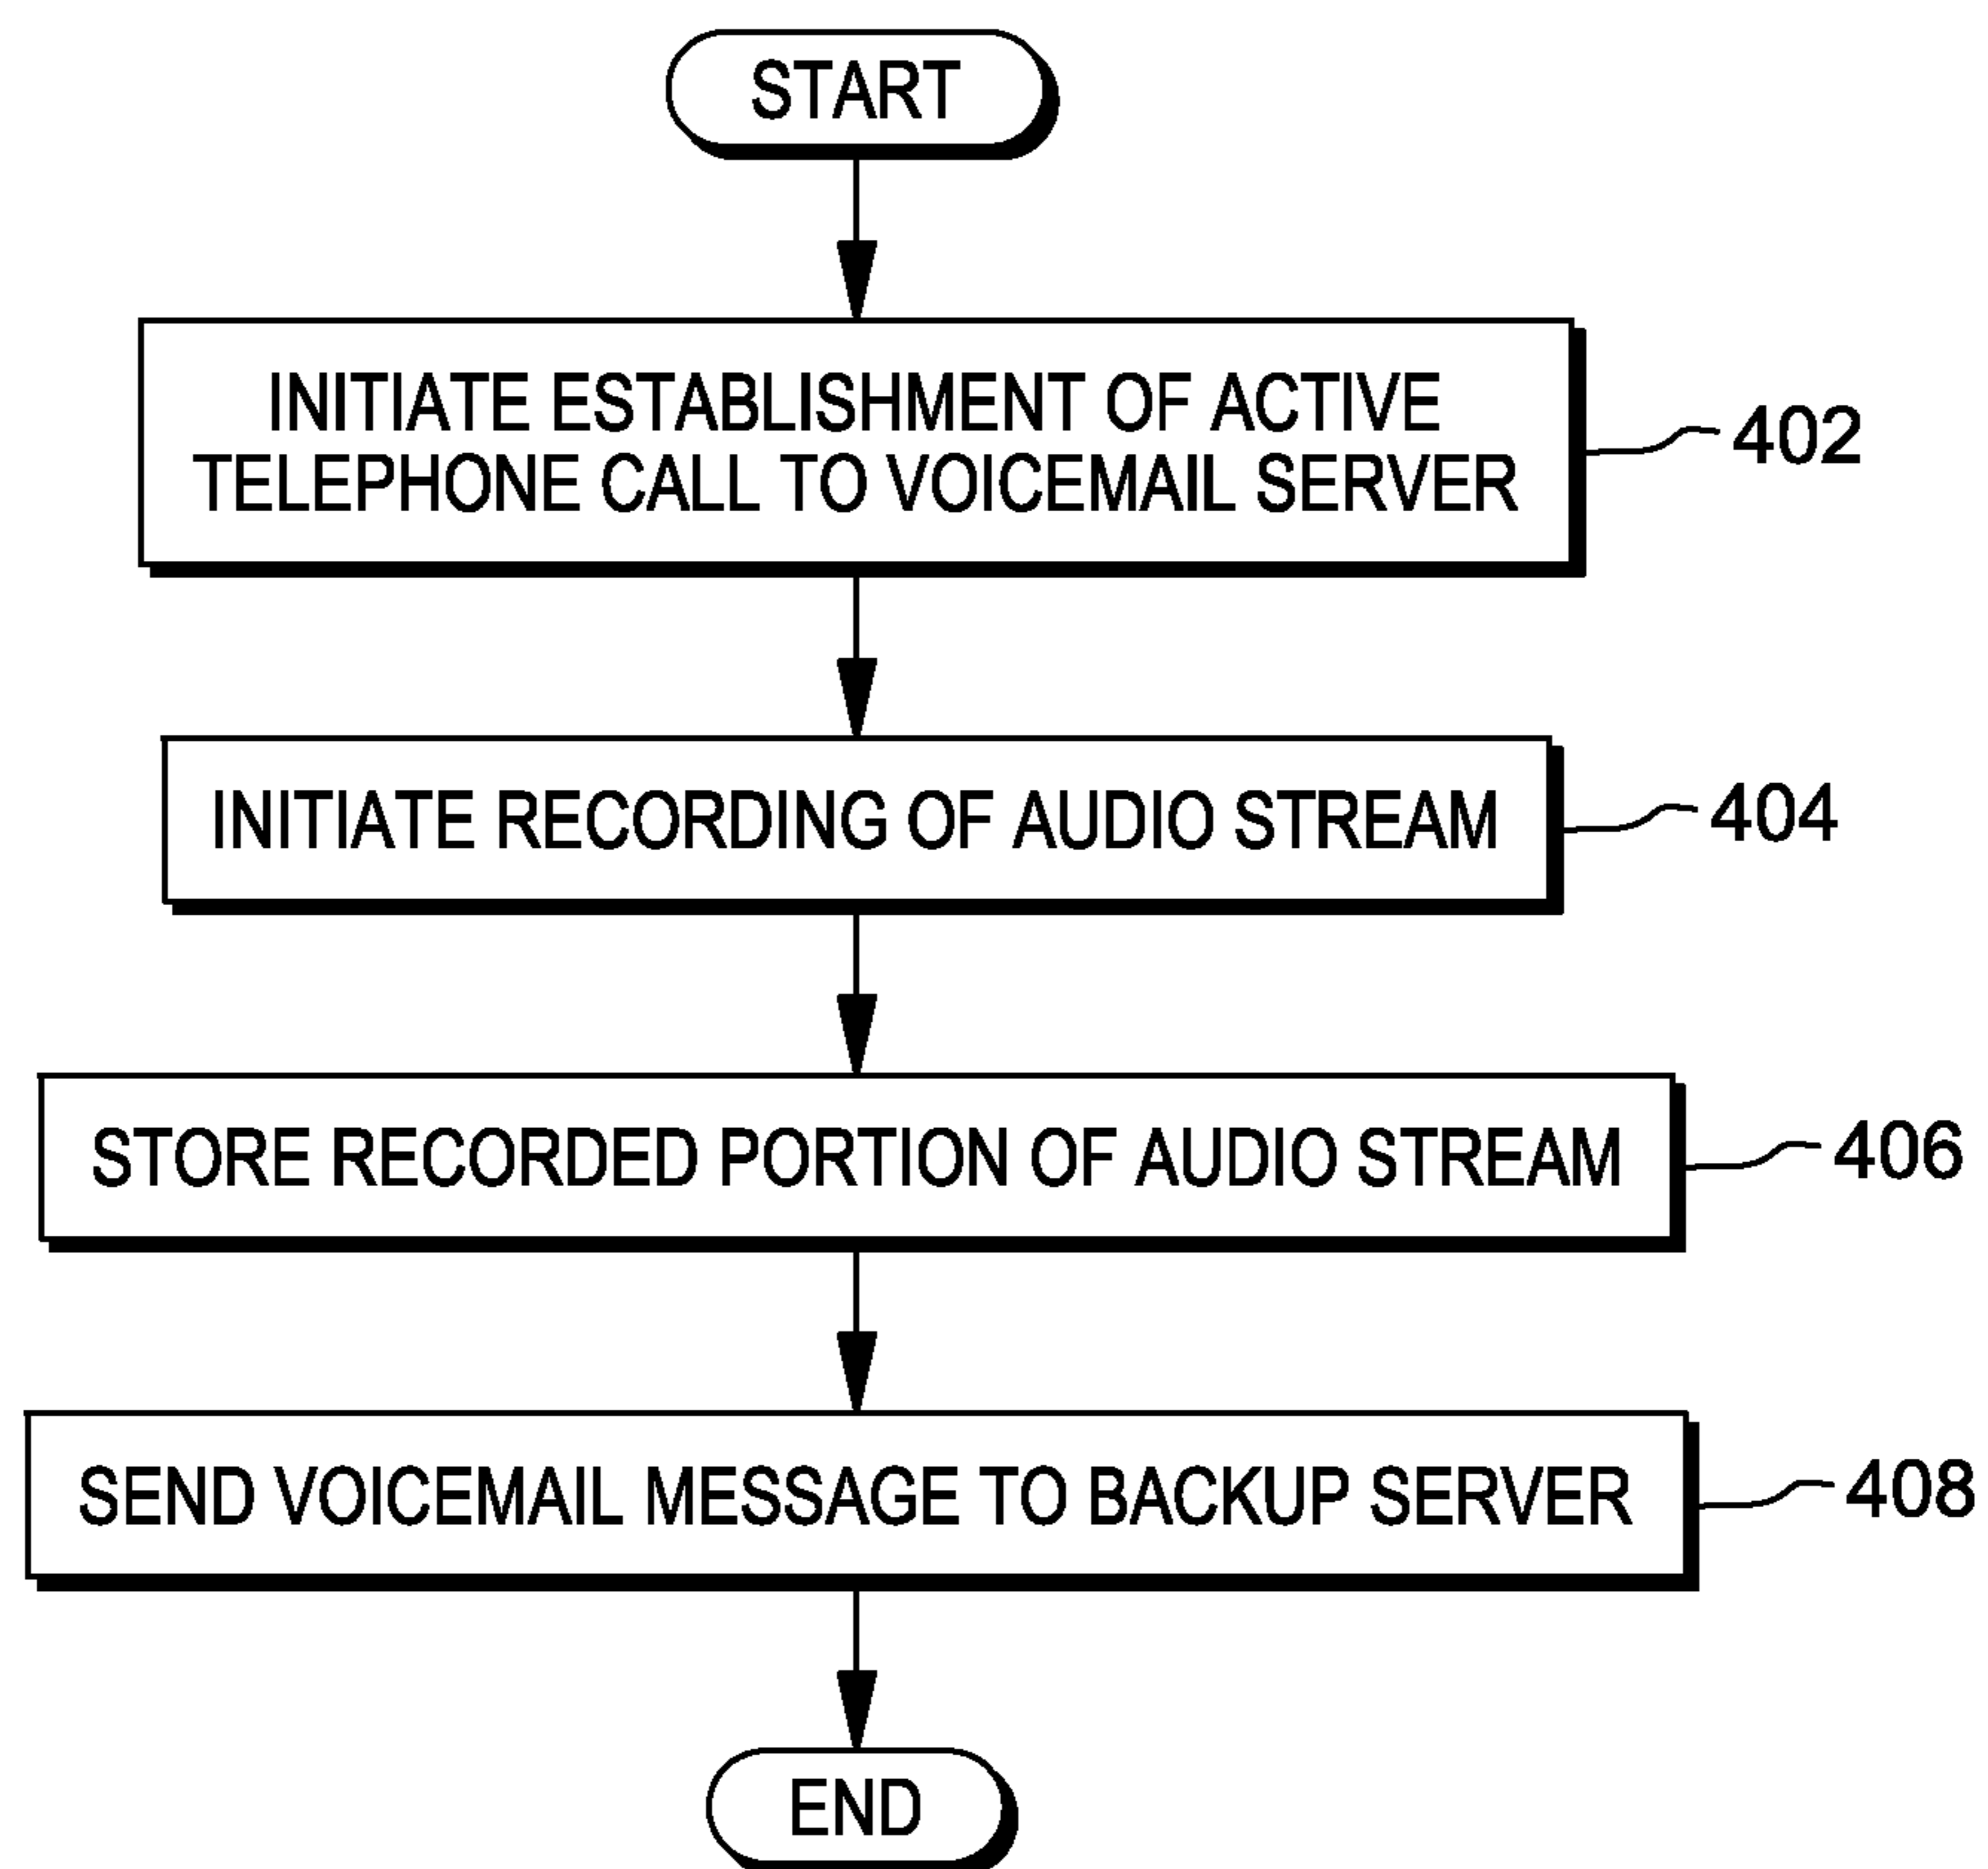 START
INITIATE ESTABLISHMENT OF ACTIVE
TELEPHONE CALL TO VOICEMAIL SERVER
402
INITIATE RECORDING OF AUDIO STREAM
404
STORE RECORDED PORTION OF AUDIO STREAM
406
SEND VOICEMAIL MESSAGE TO BACKUP SERVER
408
END